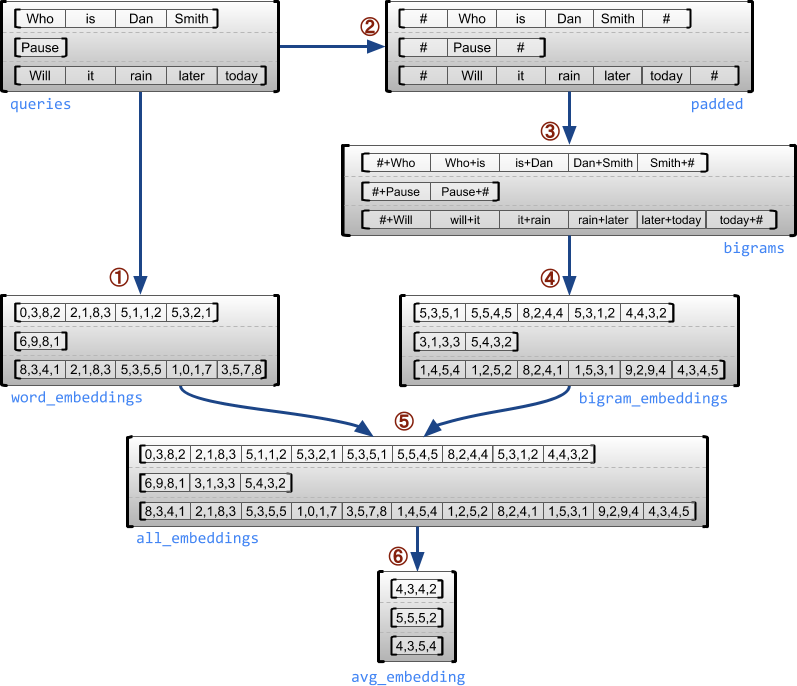 Who is Dan Smith
Pause
Will it rain later today
queries
②
# Who is Dan Smith #
# Pause #
# Will it rain later today #
padded
③
#+Who Who+is is+Dan Dan+Smith Smith+#
#+Pause Pause+#
#+Will will+it it+rain rain+later later+today today+#
bigrams
①
0,3,8,2 2,1,8,3 5,1,1,2 5,3,2,1
6,9,8,1
8,3,4,1 2,1,8,3 5,3,5,5 1,0,1,7 3,5,7,8
word_embeddings
④
5,3,5,1 5,5,4,5 8,2,4,4 5,3,1,2 4,4,3,2
3,1,3,3 5,4,3,2
1,4,5,4 1,2,5,2 8,2,4,1 1,5,3,1 9,2,9,4 4,3,4,5
bigram_embeddings
⑤
0,3,8,2 2,1,8,3 5,1,1,2 5,3,2,1 5,3,5,1 5,5,4,5 8,2,4,4 5,3,1,2 4,4,3,2
6,9,8,1 3,1,3,3 5,4,3,2
8,3,4,1 2,1,8,3 5,3,5,5 1,0,1,7 3,5,7,8 1,4,5,4 1,2,5,2 8,2,4,1 1,5,3,1 9,2,9,4 4,3,4,5
all_embeddings
⑥
4,3,4,2
5,5,5,2
4,3,5,4
avg_embedding